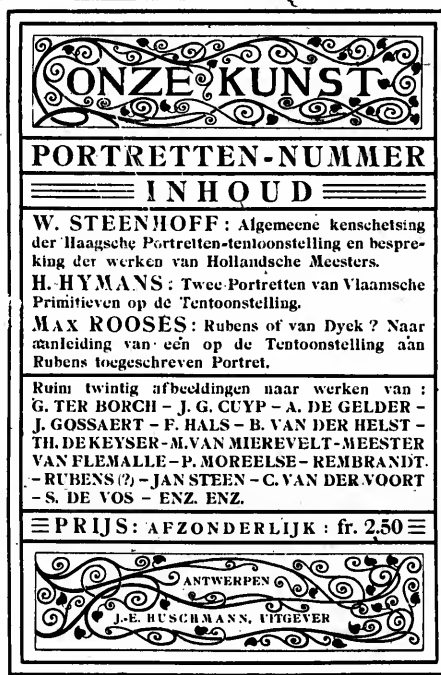 ONZE KUNST
PORTRETTEN-NUMMER
INHOUD
W. STEENHOFF: Algemeene kenschetsing
der Haagsche Portretten-tentoonstelling en bespre-
king der werken van Hollandsche Meesters.
H. HYMANS: Twee Portretten van Vlaamsche
Primitieven op de Tentoonstelling.
MAX ROOSES: Rubens of van Dyck? Naar
aanleiding van een op de Tentoonstelling aan
Rubens toegeschreven Portret.
Ruim twintig afbeeldingen naar werken van :
G. TER BORCH – J. G. CUYP – A. DE GELDER –
J. GOSSAERT – F. HALS – B. VAN DER HELST –
TH. DE KEYSER – M. VAN MIEREVELT – MEESTER
VAN FLEMALLE – P. MOREELSE – REMBRANDT
– RUBENS (?) – JAN STEEN – C. VAN DER VOORT
– S. DE VOS – ENZ. ENZ.
PRIJS: AFZONDERLIJK : fr. 2.50
ANTWERPEN
J.-E. BUSCHMANN, UITGEVER